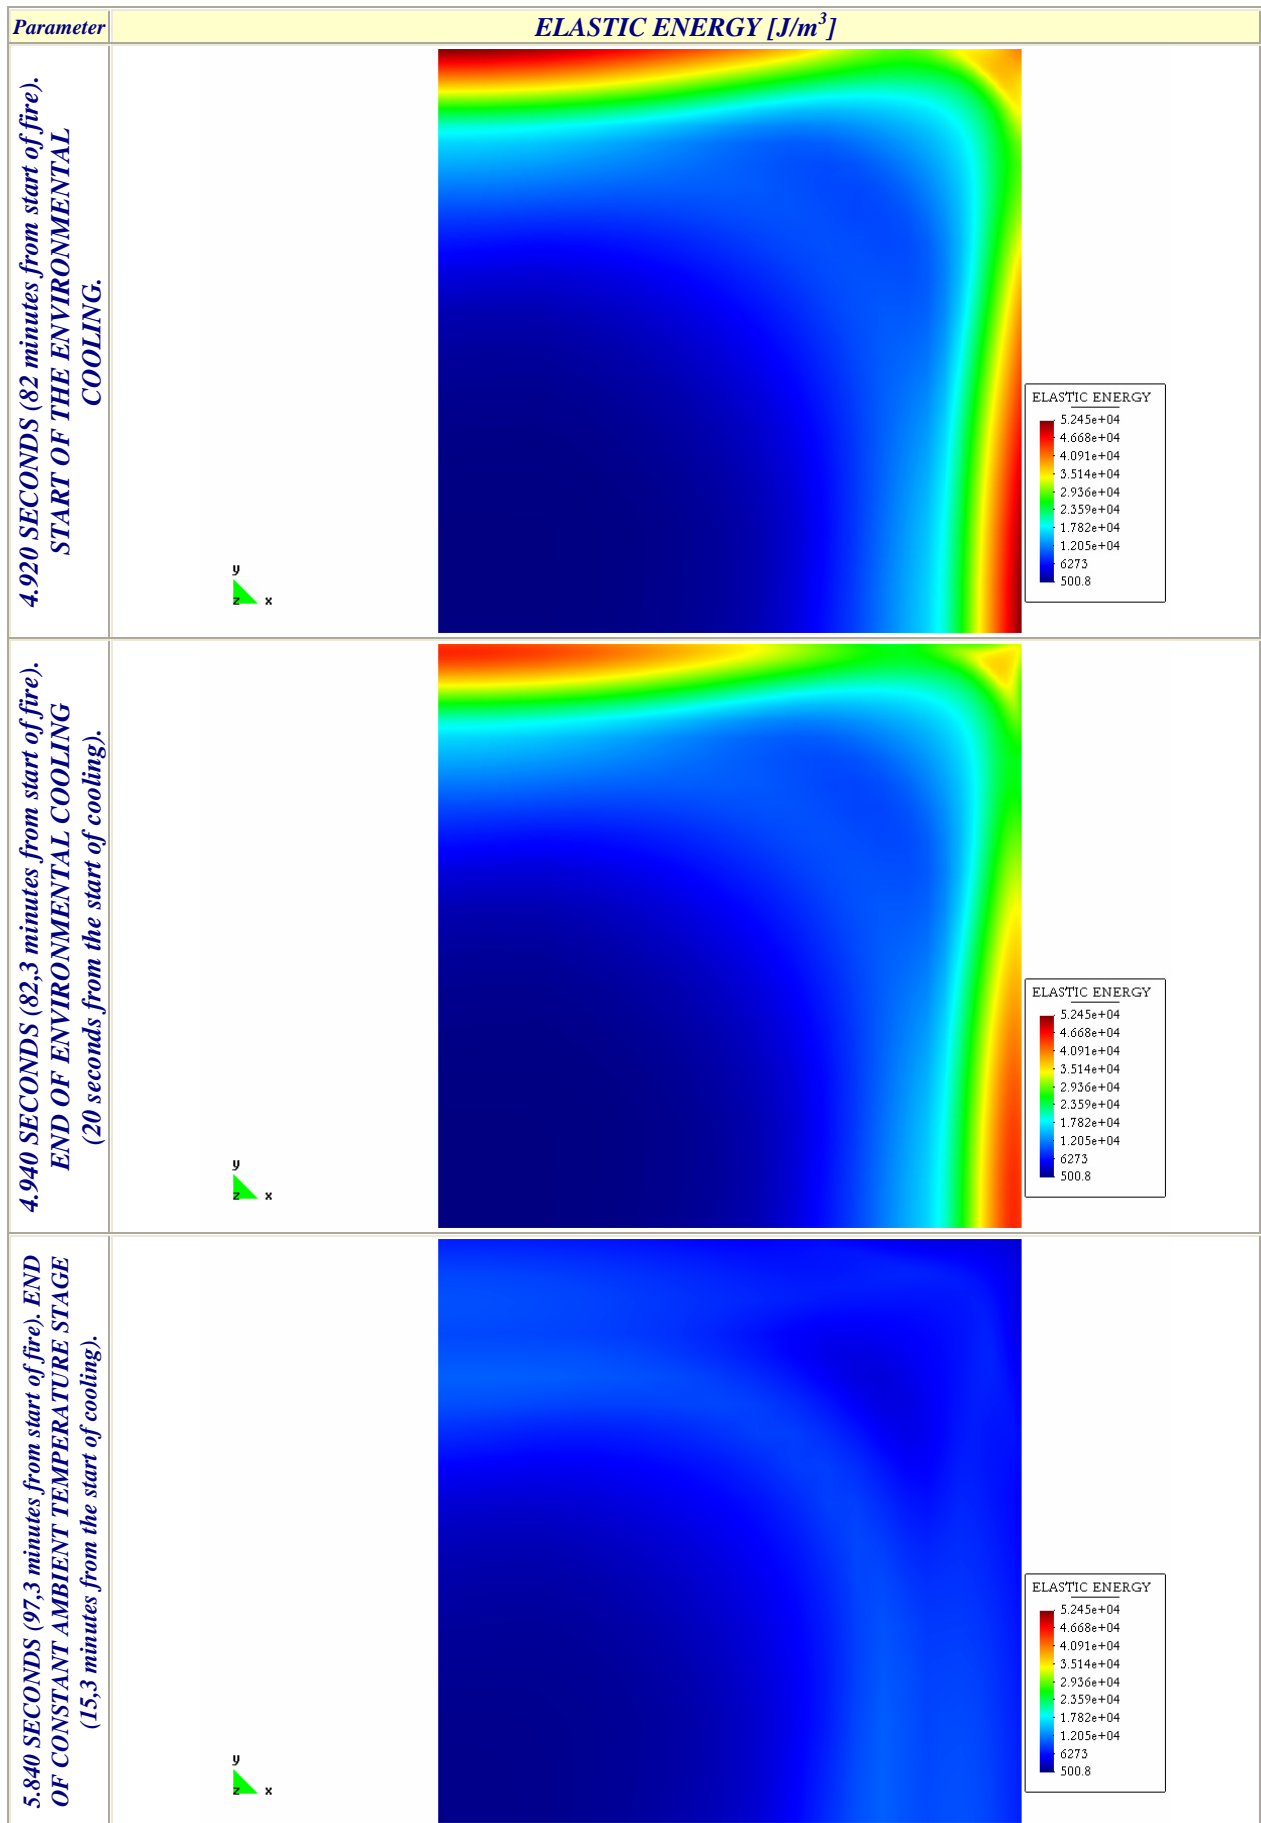 Parameter
ELASTIC ENERGY [J/m³]
4.920 SECONDS (82 minutes from start of fire).
START OF THE ENVIRONMENTAL
COOLING.
y
z x
ELASTIC ENERGY
5.245e+04
4.668e+04
4.091e+04
3.514e+04
2.936e+04
2.359e+04
1.782e+04
1.205e+04
6273
500.8
4.940 SECONDS (82,3 minutes from start of fire).
END OF ENVIRONMENTAL COOLING
(20 seconds from the start of cooling).
y
z x
ELASTIC ENERGY
5.245e+04
4.668e+04
4.091e+04
3.514e+04
2.936e+04
2.359e+04
1.782e+04
1.205e+04
6273
500.8
5.840 SECONDS (97,3 minutes from start of fire). END
OF CONSTANT AMBIENT TEMPERATURE STAGE
(15,3 minutes from the start of cooling).
y
z x
ELASTIC ENERGY
5.245e+04
4.668e+04
4.091e+04
3.514e+04
2.936e+04
2.359e+04
1.782e+04
1.205e+04
6273
500.8